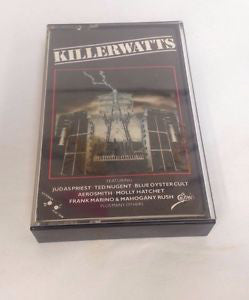 KILLERWATTS
FEATURING
JUDAS PRIEST · TED NUGENT · BLUE OYSTER CULT
AEROSMITH · MOLLY HATCHET
FRANK MARINO & MAHOGANY RUSH
PLUS MANY OTHERS
Epic